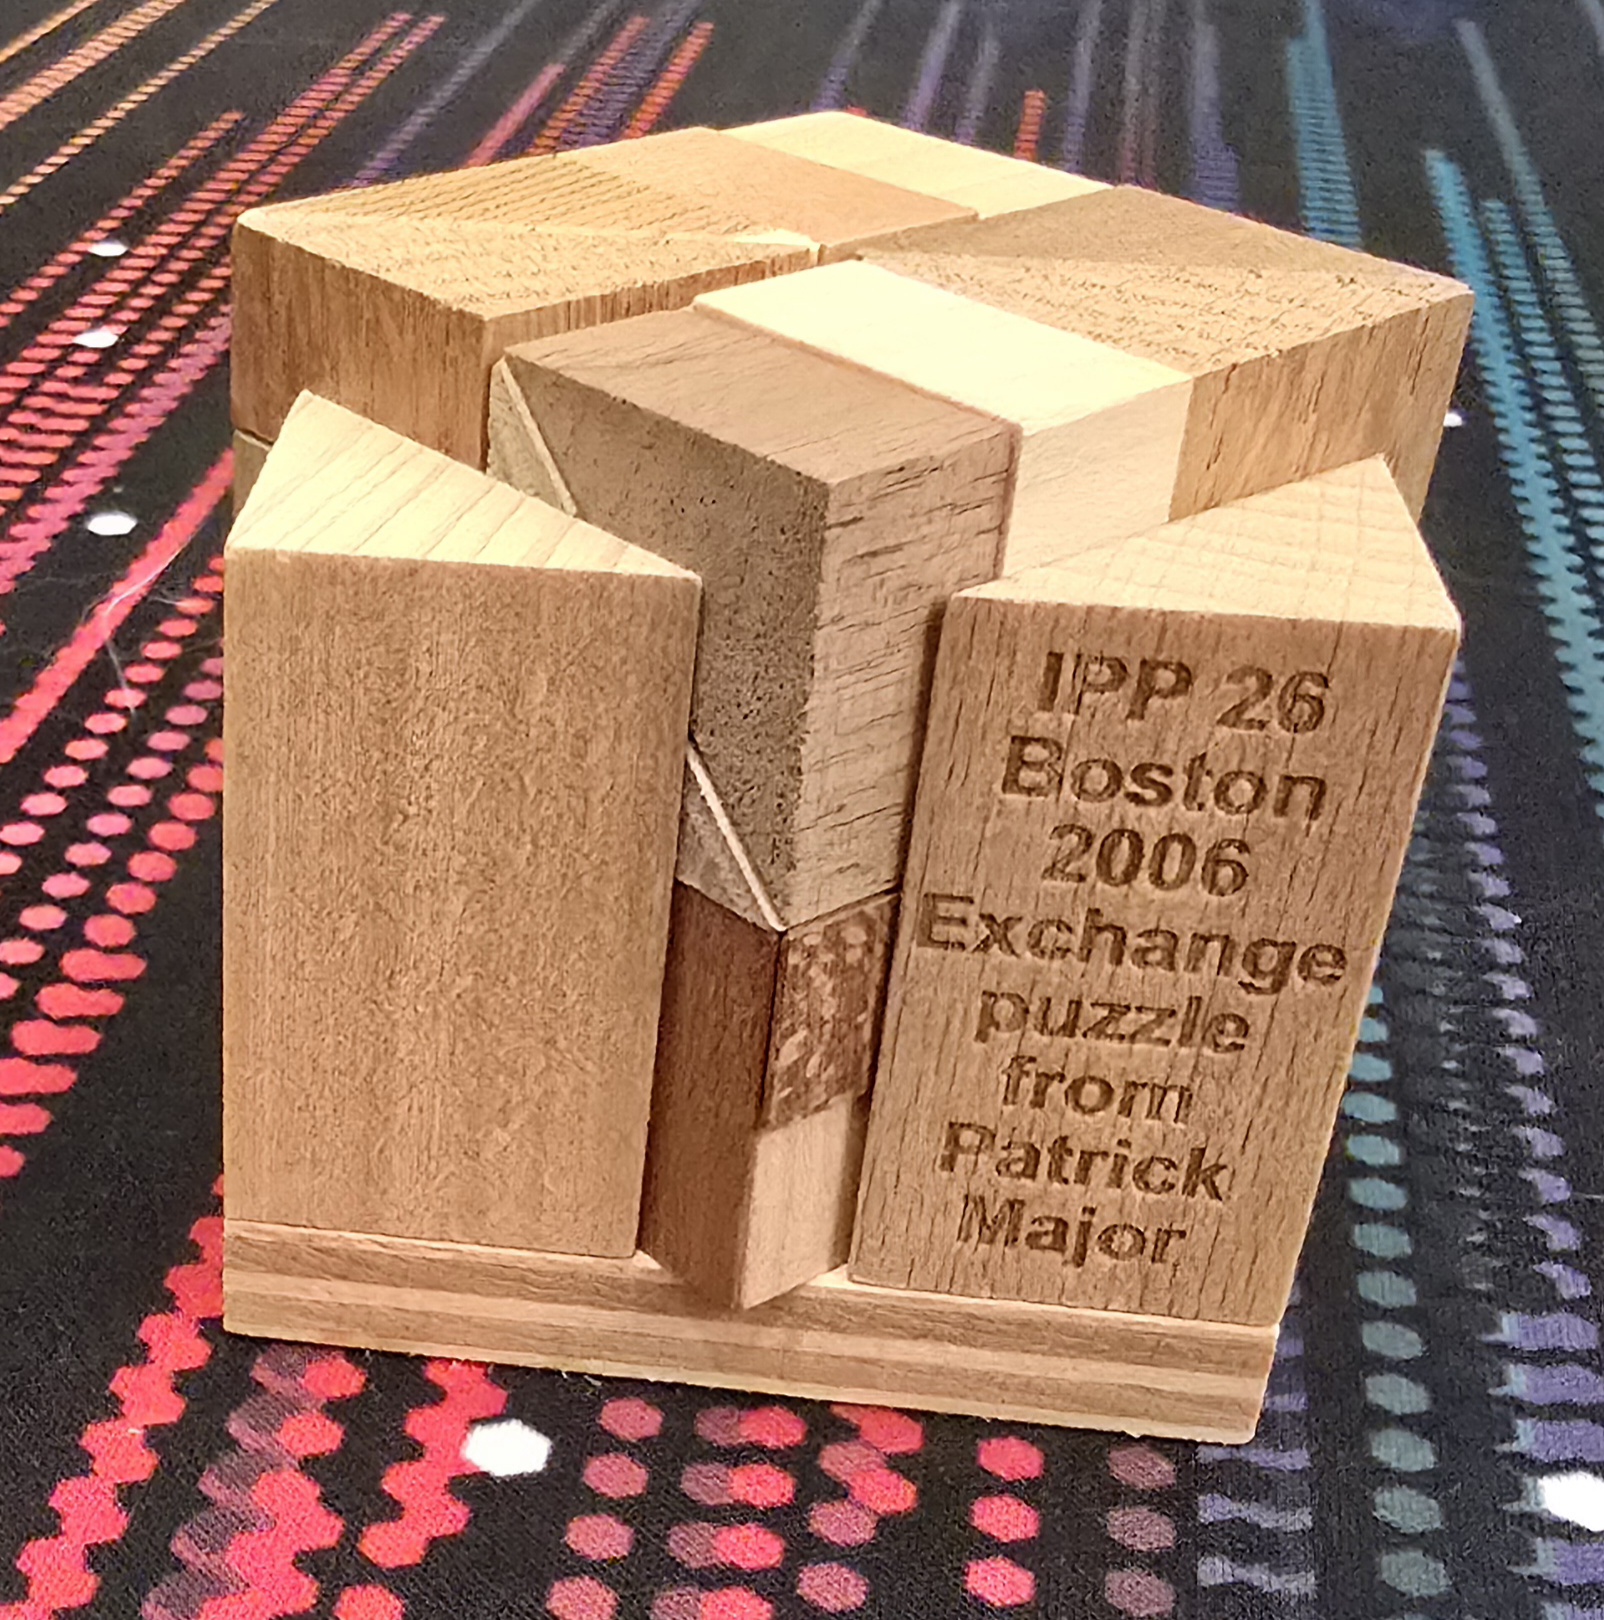 IPP 26
Boston
2006
Exchange
puzzle
from
Patrick
Major